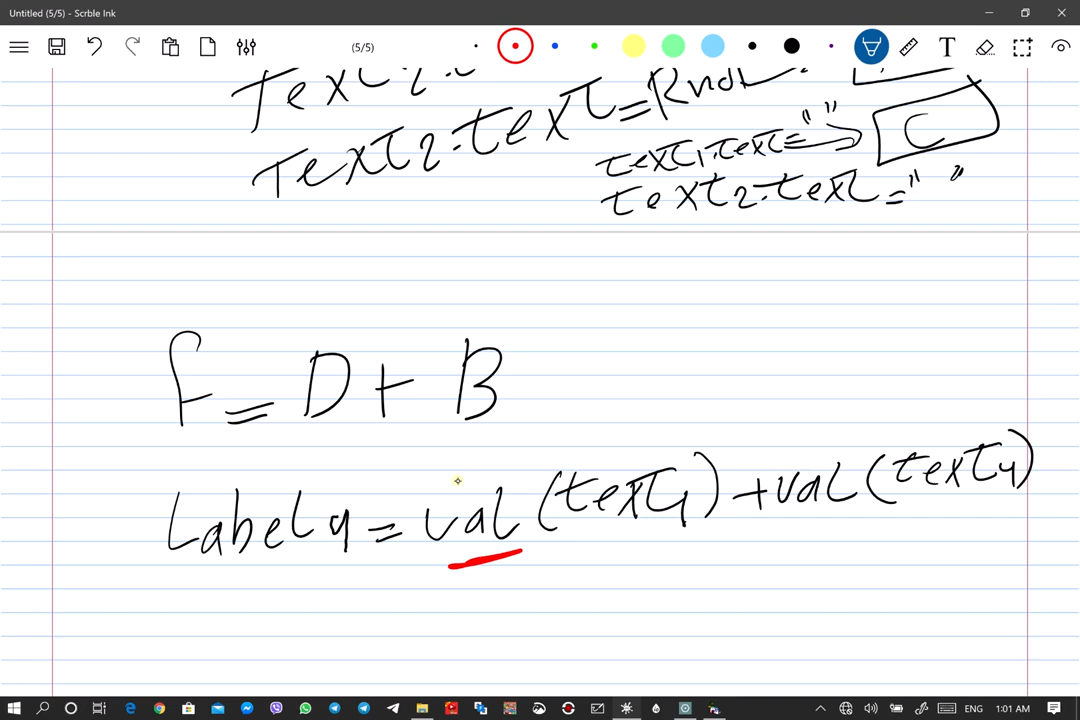 Untitled (5/5) - Scrble Ink
(5/5)
Text2.text=Rnd
text1.text=" "
C
text2.text=" "
F=D+B
Label4=val(text1)+val(text4)
ENG 1:01 AM